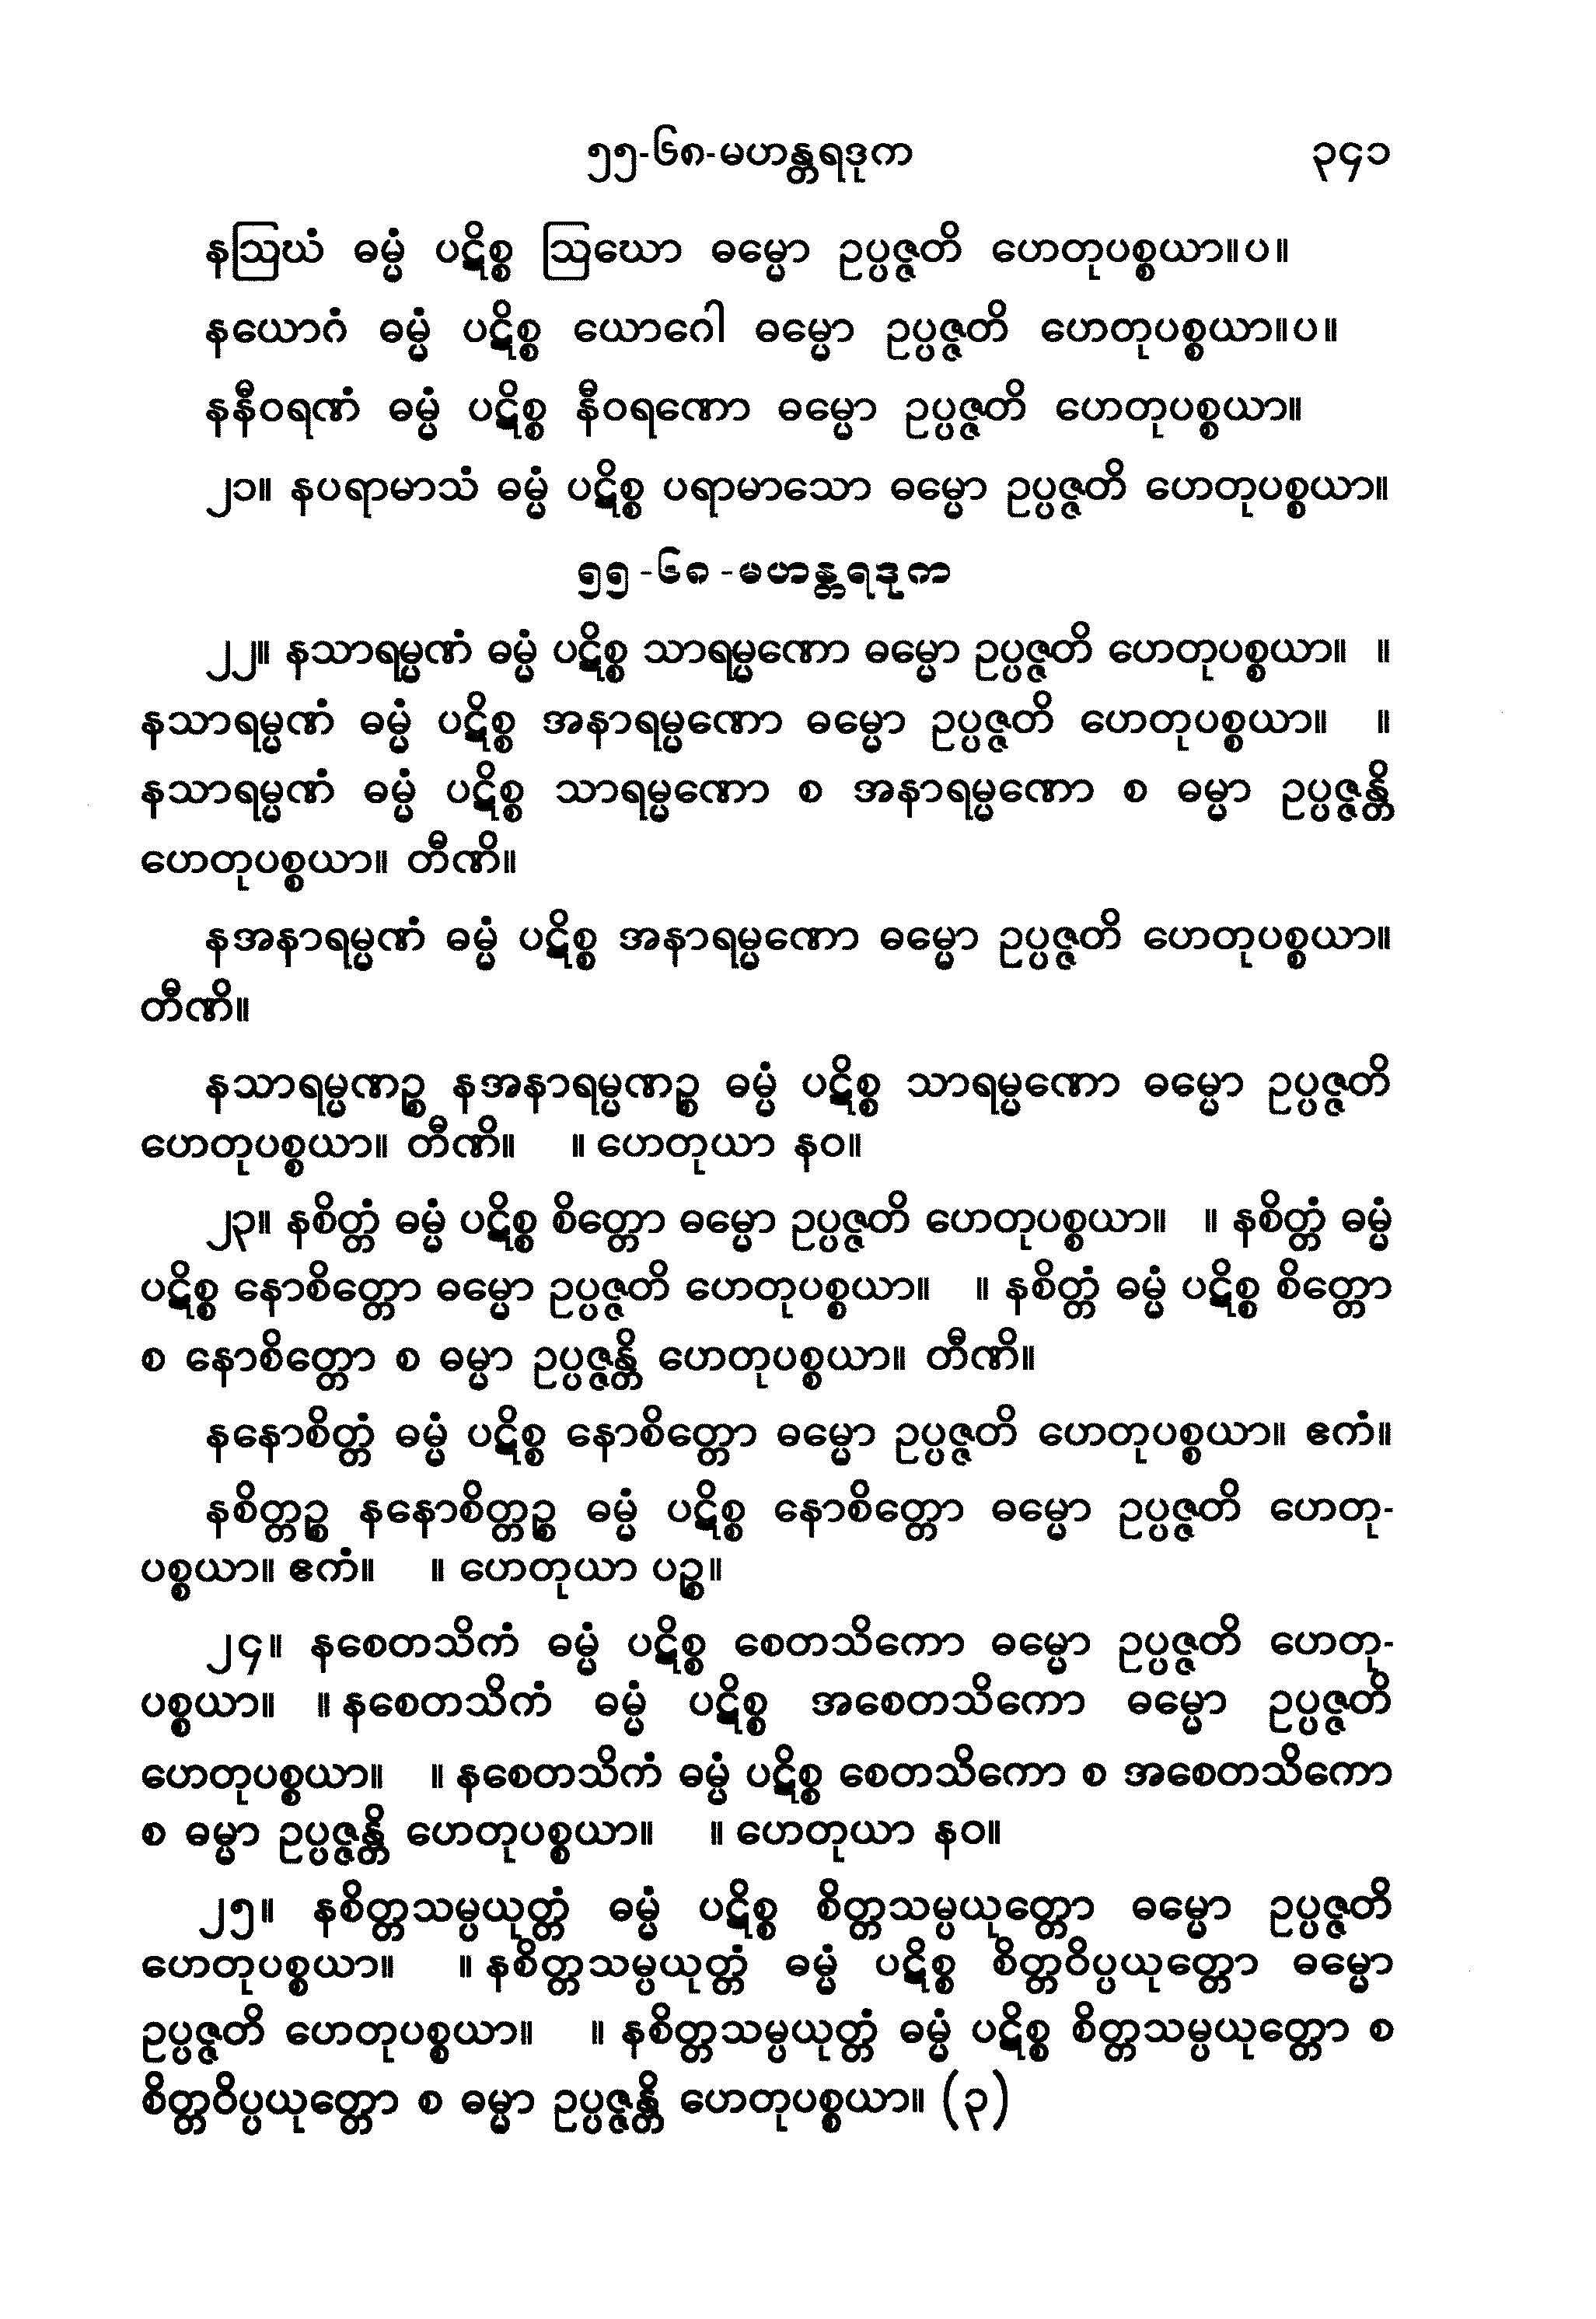 ၅၅-၆၈-မဟန္တရဒုက ၃၄၁
နဩဃံ ဓမ္မံ ပဋိစ္စ ဩဃော ဓမ္မော ဥပ္ပဇ္ဇတိ ဟေတုပစ္စယာ။ပ။
နယောဂံ ဓမ္မံ ပဋိစ္စ ယောဂေါ ဓမ္မော ဥပ္ပဇ္ဇတိ ဟေတုပစ္စယာ။ပ။
နနီဝရဏံ ဓမ္မံ ပဋိစ္စ နီဝရဏော ဓမ္မော ဥပ္ပဇ္ဇတိ ဟေတုပစ္စယာ။
၂၁။ နပရာမာသံ ဓမ္မံ ပဋိစ္စ ပရာမာသော ဓမ္မော ဥပ္ပဇ္ဇတိ ဟေတုပစ္စယာ။
၅၅-၆၈-မဟန္တရဒုက
၂၂။ နသာရမ္မဏံ ဓမ္မံ ပဋိစ္စ သာရမ္မဏော ဓမ္မော ဥပ္ပဇ္ဇတိ ဟေတုပစ္စယာ။ ။
နသာရမ္မဏံ ဓမ္မံ ပဋိစ္စ အနာရမ္မဏော ဓမ္မော ဥပ္ပဇ္ဇတိ ဟေတုပစ္စယာ။ ။
နသာရမ္မဏံ ဓမ္မံ ပဋိစ္စ သာရမ္မဏော စ အနာရမ္မဏော စ ဓမ္မာ ဥပ္ပဇ္ဇန္တိ
ဟေတုပစ္စယာ။ တီဏိ။
နအနာရမ္မဏံ ဓမ္မံ ပဋိစ္စ အနာရမ္မဏော ဓမ္မော ဥပ္ပဇ္ဇတိ ဟေတုပစ္စယာ။
တီဏိ။
နသာရမ္မဏဉ္စ နအနာရမ္မဏဉ္စ ဓမ္မံ ပဋိစ္စ သာရမ္မဏော ဓမ္မော ဥပ္ပဇ္ဇတိ
ဟေတုပစ္စယာ။ တီဏိ။ ။ ဟေတုယာ နဝ။
၂၃။ နစိတ္တံ ဓမ္မံ ပဋိစ္စ စိတ္တော ဓမ္မော ဥပ္ပဇ္ဇတိ ဟေတုပစ္စယာ။ ။ နစိတ္တံ ဓမ္မံ
ပဋိစ္စ နောစိတ္တော ဓမ္မော ဥပ္ပဇ္ဇတိ ဟေတုပစ္စယာ။ ။ နစိတ္တံ ဓမ္မံ ပဋိစ္စ စိတ္တော
စ နောစိတ္တော စ ဓမ္မာ ဥပ္ပဇ္ဇန္တိ ဟေတုပစ္စယာ။ တီဏိ။
နနောစိတ္တံ ဓမ္မံ ပဋိစ္စ နောစိတ္တော ဓမ္မော ဥပ္ပဇ္ဇတိ ဟေတုပစ္စယာ။ ဧကံ။
နစိတ္တဉ္စ နနောစိတ္တဉ္စ ဓမ္မံ ပဋိစ္စ နောစိတ္တော ဓမ္မော ဥပ္ပဇ္ဇတိ ဟေတု-
ပစ္စယာ။ ဧကံ။ ။ ဟေတုယာ ပဉ္စ။
၂၄။ နစေတသိကံ ဓမ္မံ ပဋိစ္စ စေတသိကော ဓမ္မော ဥပ္ပဇ္ဇတိ ဟေတု-
ပစ္စယာ။ ။ နစေတသိကံ ဓမ္မံ ပဋိစ္စ အစေတသိကော ဓမ္မော ဥပ္ပဇ္ဇတိ
ဟေတုပစ္စယာ။ ။ နစေတသိကံ ဓမ္မံ ပဋိစ္စ စေတသိကော စ အစေတသိကော
စ ဓမ္မာ ဥပ္ပဇ္ဇန္တိ ဟေတုပစ္စယာ။ ။ ဟေတုယာ နဝ။
၂၅။ နစိတ္တသမ္ပယုတ္တံ ဓမ္မံ ပဋိစ္စ စိတ္တသမ္ပယုတ္တော ဓမ္မော ဥပ္ပဇ္ဇတိ
ဟေတုပစ္စယာ။ ။ နစိတ္တသမ္ပယုတ္တံ ဓမ္မံ ပဋိစ္စ စိတ္တဝိပ္ပယုတ္တော ဓမ္မော
ဥပ္ပဇ္ဇတိ ဟေတုပစ္စယာ။ ။ နစိတ္တသမ္ပယုတ္တံ ဓမ္မံ ပဋိစ္စ စိတ္တသမ္ပယုတ္တော စ
စိတ္တဝိပ္ပယုတ္တော စ ဓမ္မာ ဥပ္ပဇ္ဇန္တိ ဟေတုပစ္စယာ။ (၃)